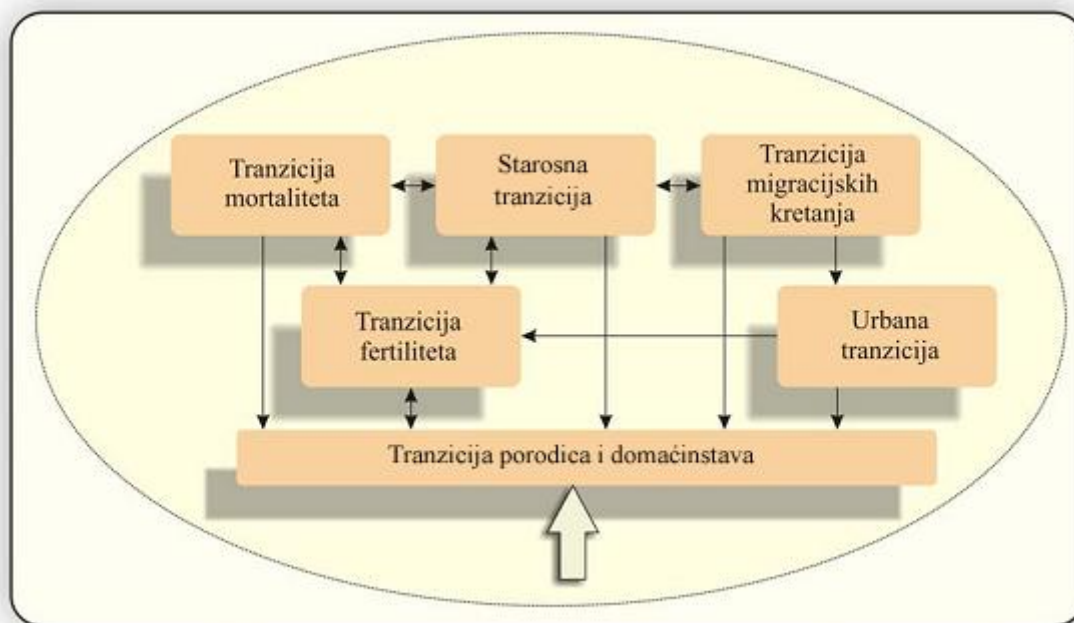 Tranzicija
mortaliteta
Starosna
tranzicija
Tranzicija
migracijskih
kretanja
Tranzicija
fertiliteta
Urbana
tranzicija
Tranzicija porodica i domaćinstava